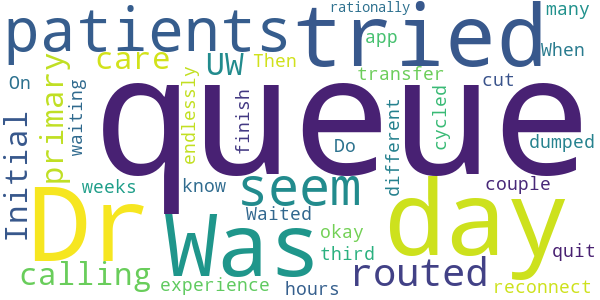 rationally
patients
tried
many
app
When
care
UW
Then
On
transfer
cut
primary
waiting
endlessly
finish
queue
different
cycled
Do
dumped
Initial
weeks
know
seem
couple
Dr
Was
Waited
day
okay
third
quit
calling
experience
hours
routed
reconnect